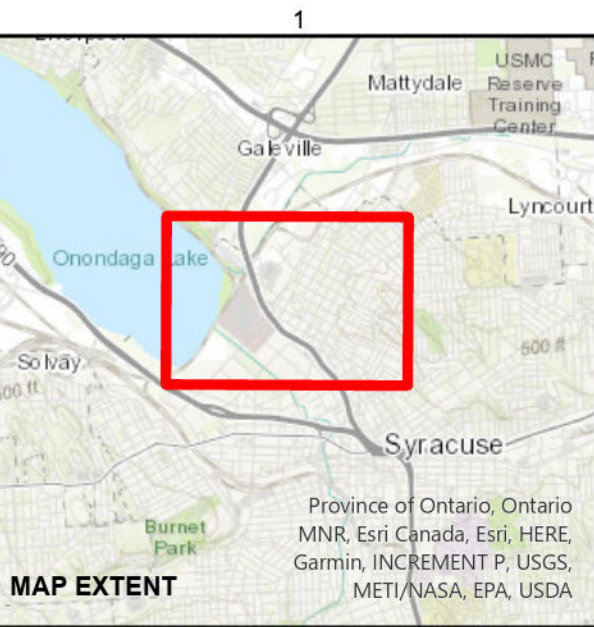 1
Mattydale
USMC
Reserve
Training
Center
Galeville
Lyncourt
Onondaga Lake
90
Solvay
500 ft
500 ft
Syracuse
Burnet
Park
Province of Ontario, Ontario
MNR, Esri Canada, Esri, HERE,
Garmin, INCREMENT P, USGS,
METI/NASA, EPA, USDA
MAP EXTENT